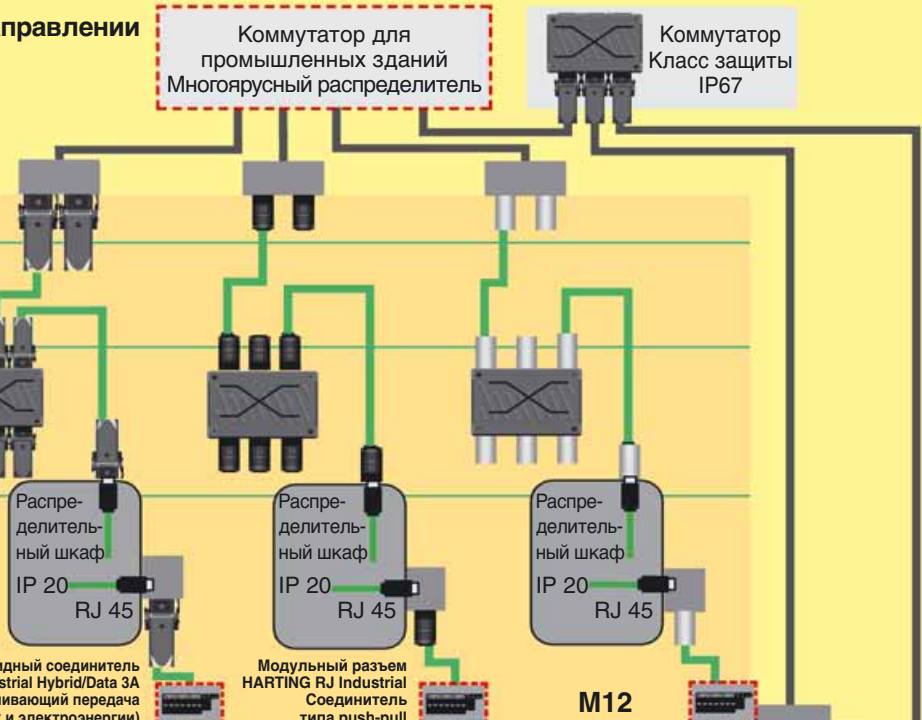 правлении
Коммутатор для
промышленных зданий
Многоярусный распределитель
Коммутатор
Класс защиты
IP67
Распре-
делитель-
ный шкаф
IP 20
RJ 45
Распре-
делитель-
ный шкаф
IP 20
RJ 45
Распре-
делитель-
ный шкаф
IP 20
RJ 45
идный соединитель
strial Hybrid/Data 3A
чивающий передача
и электроэнергии)
Модульный разъем
HARTING RJ Industrial
Соединитель
типа push-pull
M12